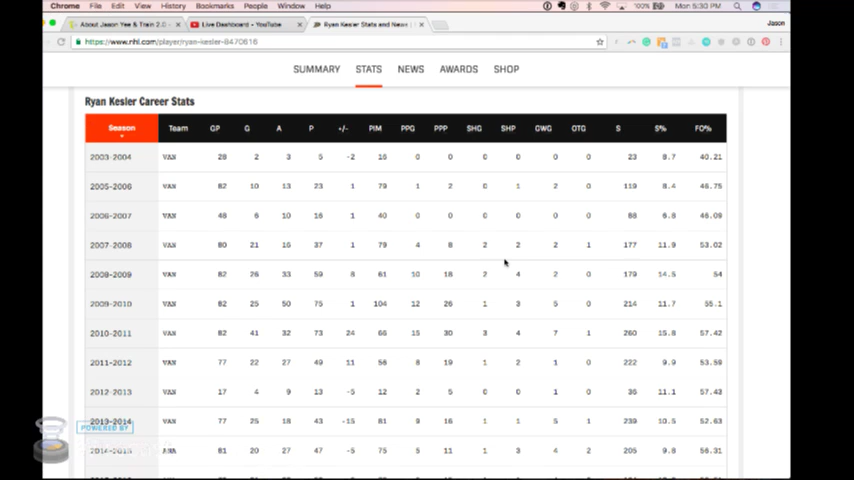 Chrome File Edit View History Bookmarks People Window Help 100% Mon 5:30 PM
About Jason Yee & Train 2.0 Live Dashboard - YouTube Ryan Kesler Stats and News Jason
https://www.nhl.com/player/ryan-kesler-8470616
SUMMARY STATS NEWS AWARDS SHOP
Ryan Kesler Career Stats
Season Team GP G A P +/- PIM PPG PPP SHG SHP GWG OTG S S% FO%
2003-2004 VAN 28 2 3 5 -2 16 0 0 0 0 0 0 23 8.7 40.21
2005-2006 VAN 82 10 13 23 1 79 1 2 0 1 2 0 119 8.4 46.75
2006-2007 VAN 48 6 10 16 1 40 0 0 0 0 0 0 88 6.8 46.09
2007-2008 VAN 80 21 16 37 1 79 4 8 2 2 2 1 177 11.9 53.02
2008-2009 VAN 82 26 33 59 8 61 10 18 2 4 2 0 179 14.5 54
2009-2010 VAN 82 25 50 75 1 104 12 26 1 3 5 0 214 11.7 55.1
2010-2011 VAN 82 41 32 73 24 66 15 30 3 4 7 1 260 15.8 57.42
2011-2012 VAN 77 22 27 49 11 56 8 19 1 2 1 0 222 9.9 53.59
2012-2013 VAN 17 4 9 13 -5 12 2 5 0 0 1 0 36 11.1 57.43
2013-2014 VAN 77 25 18 43 -15 81 9 16 1 1 5 1 239 10.5 52.63
POWERED BY
2014-2015 ANA 81 20 27 47 -5 75 5 11 1 3 4 2 205 9.8 56.31